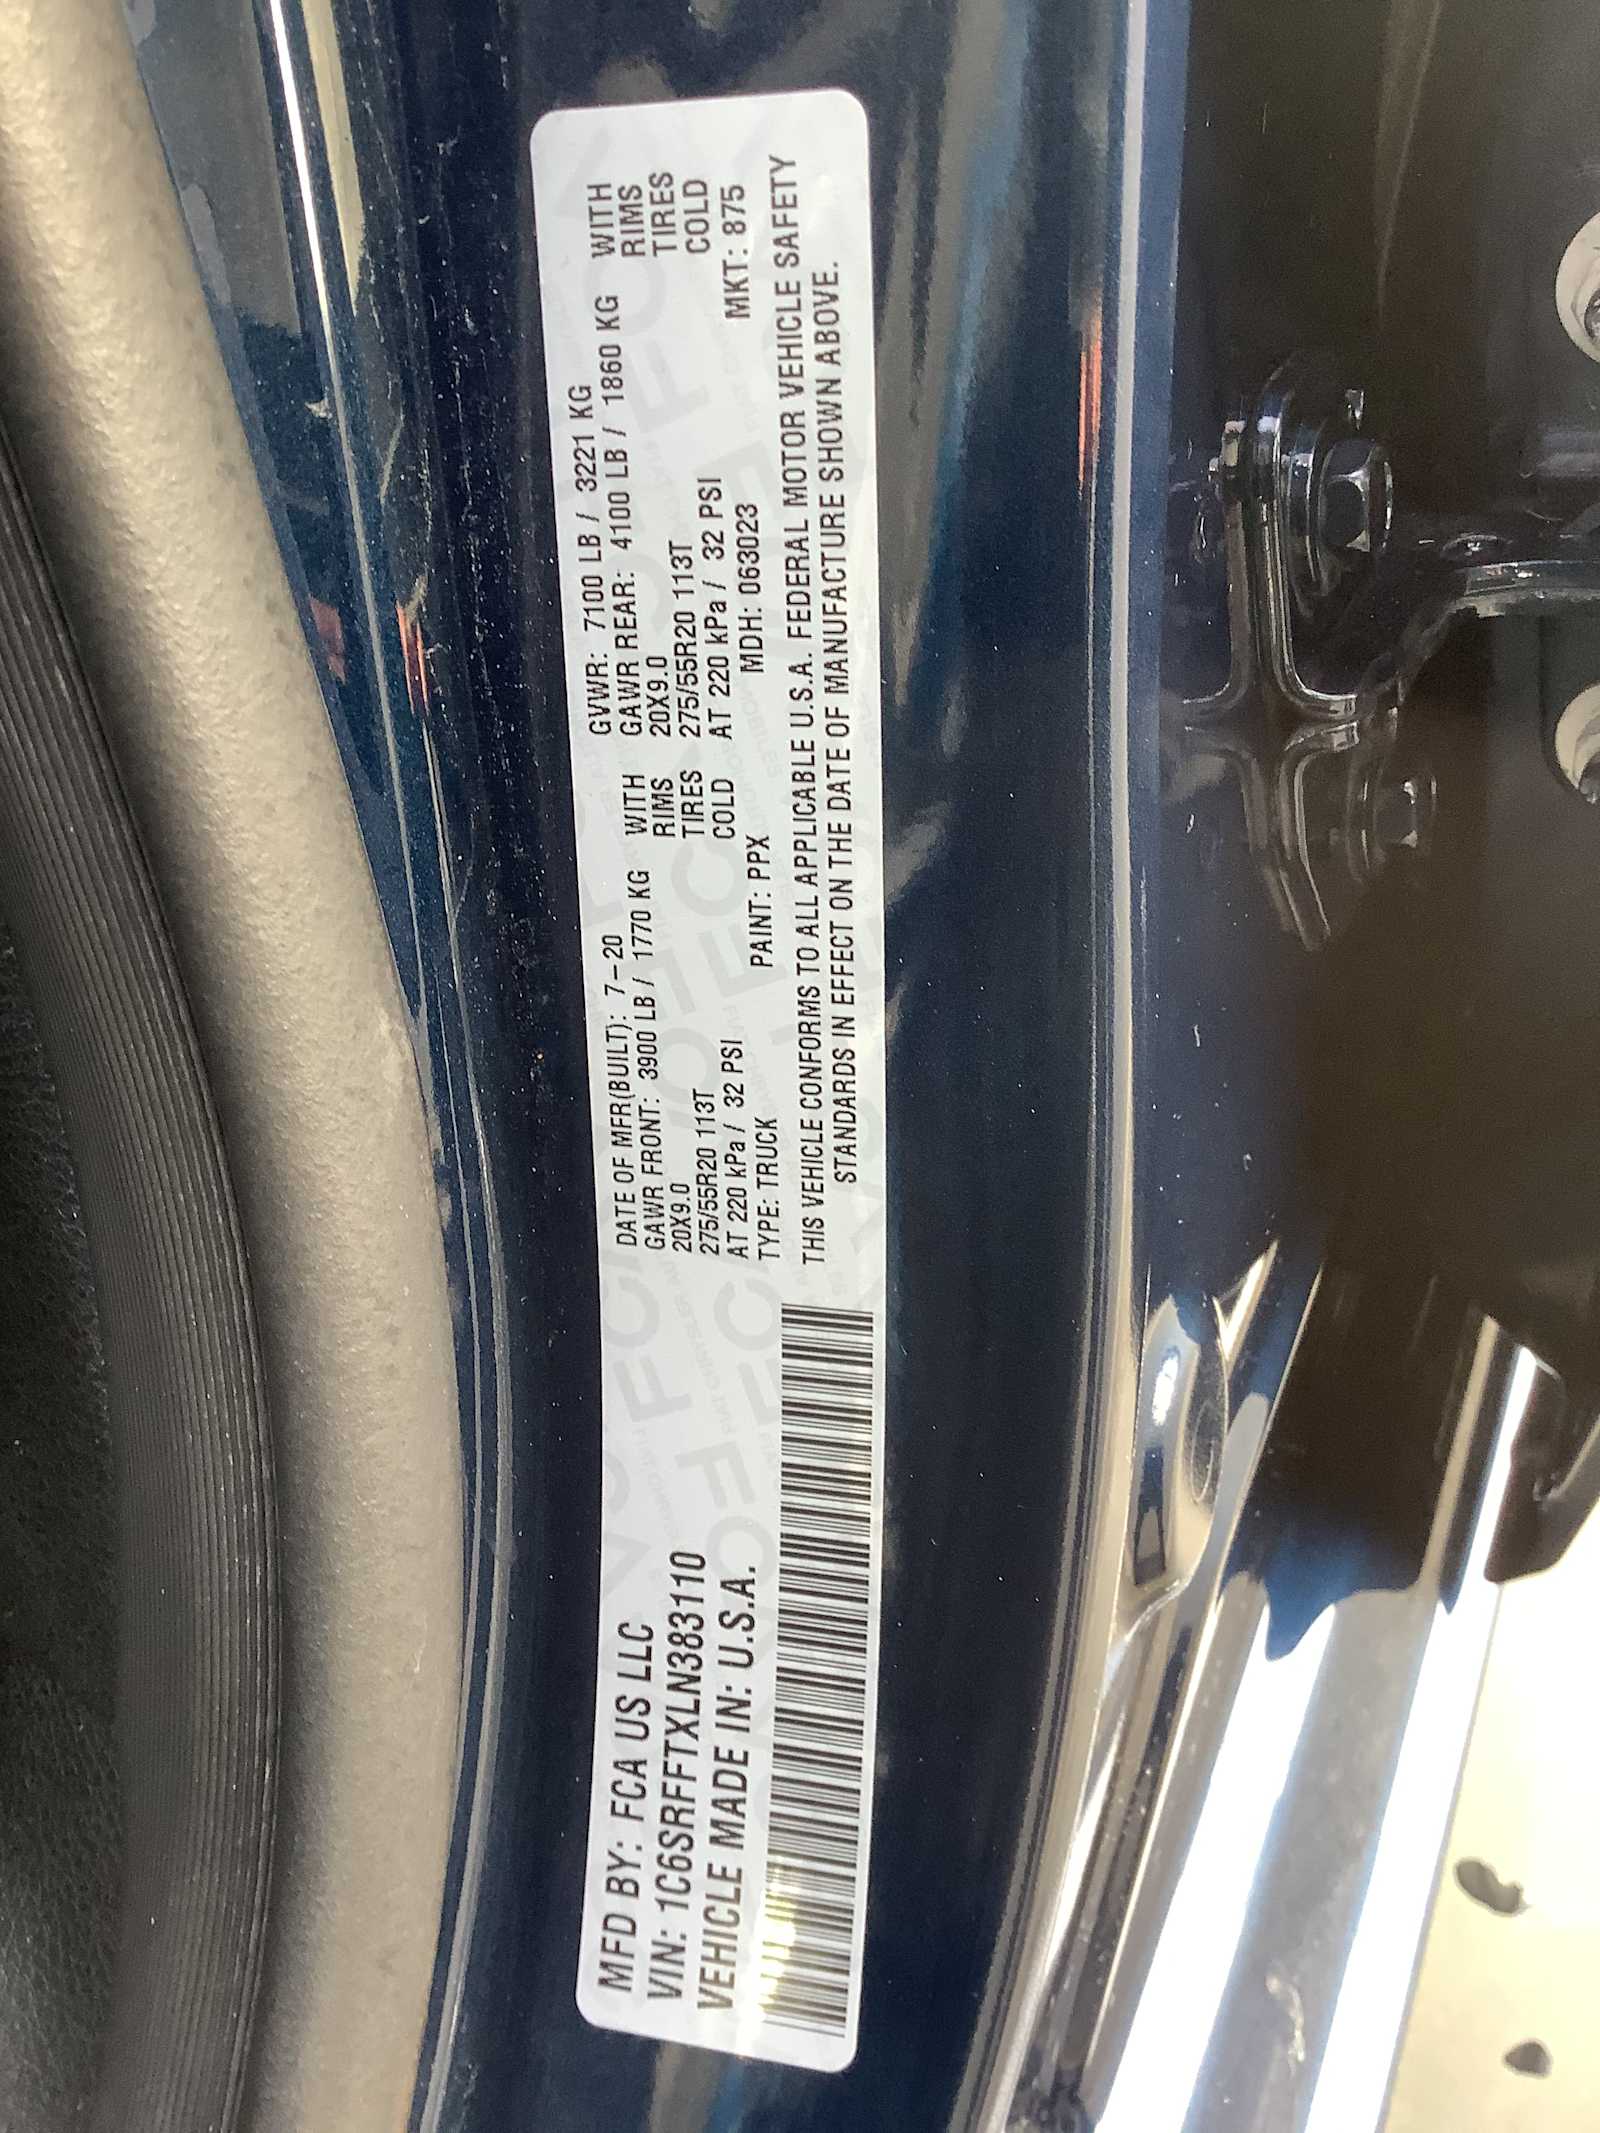 MFD BY: FCA US LLC
VIN: 1C6SRFFTXLN383110
VEHICLE MADE IN: U.S.A.
DATE OF MFR(BUILT): 7-20
GAWR FRONT: 3900 LB / 1770 KG WITH
20X9.0 RIMS
275/55R20 113T TIRES
AT 220 kPa / 32 PSI COLD
GVWR: 7100 LB / 3221 KG
GAWR REAR: 4100 LB / 1860 KG WITH
20X9.0 RIMS
275/55R20 113T TIRES
AT 220 kPa / 32 PSI COLD
TYPE: TRUCK PAINT: PPX MDH: 063023 MKT: 875
THIS VEHICLE CONFORMS TO ALL APPLICABLE U.S.A. FEDERAL MOTOR VEHICLE SAFETY
STANDARDS IN EFFECT ON THE DATE OF MANUFACTURE SHOWN ABOVE.